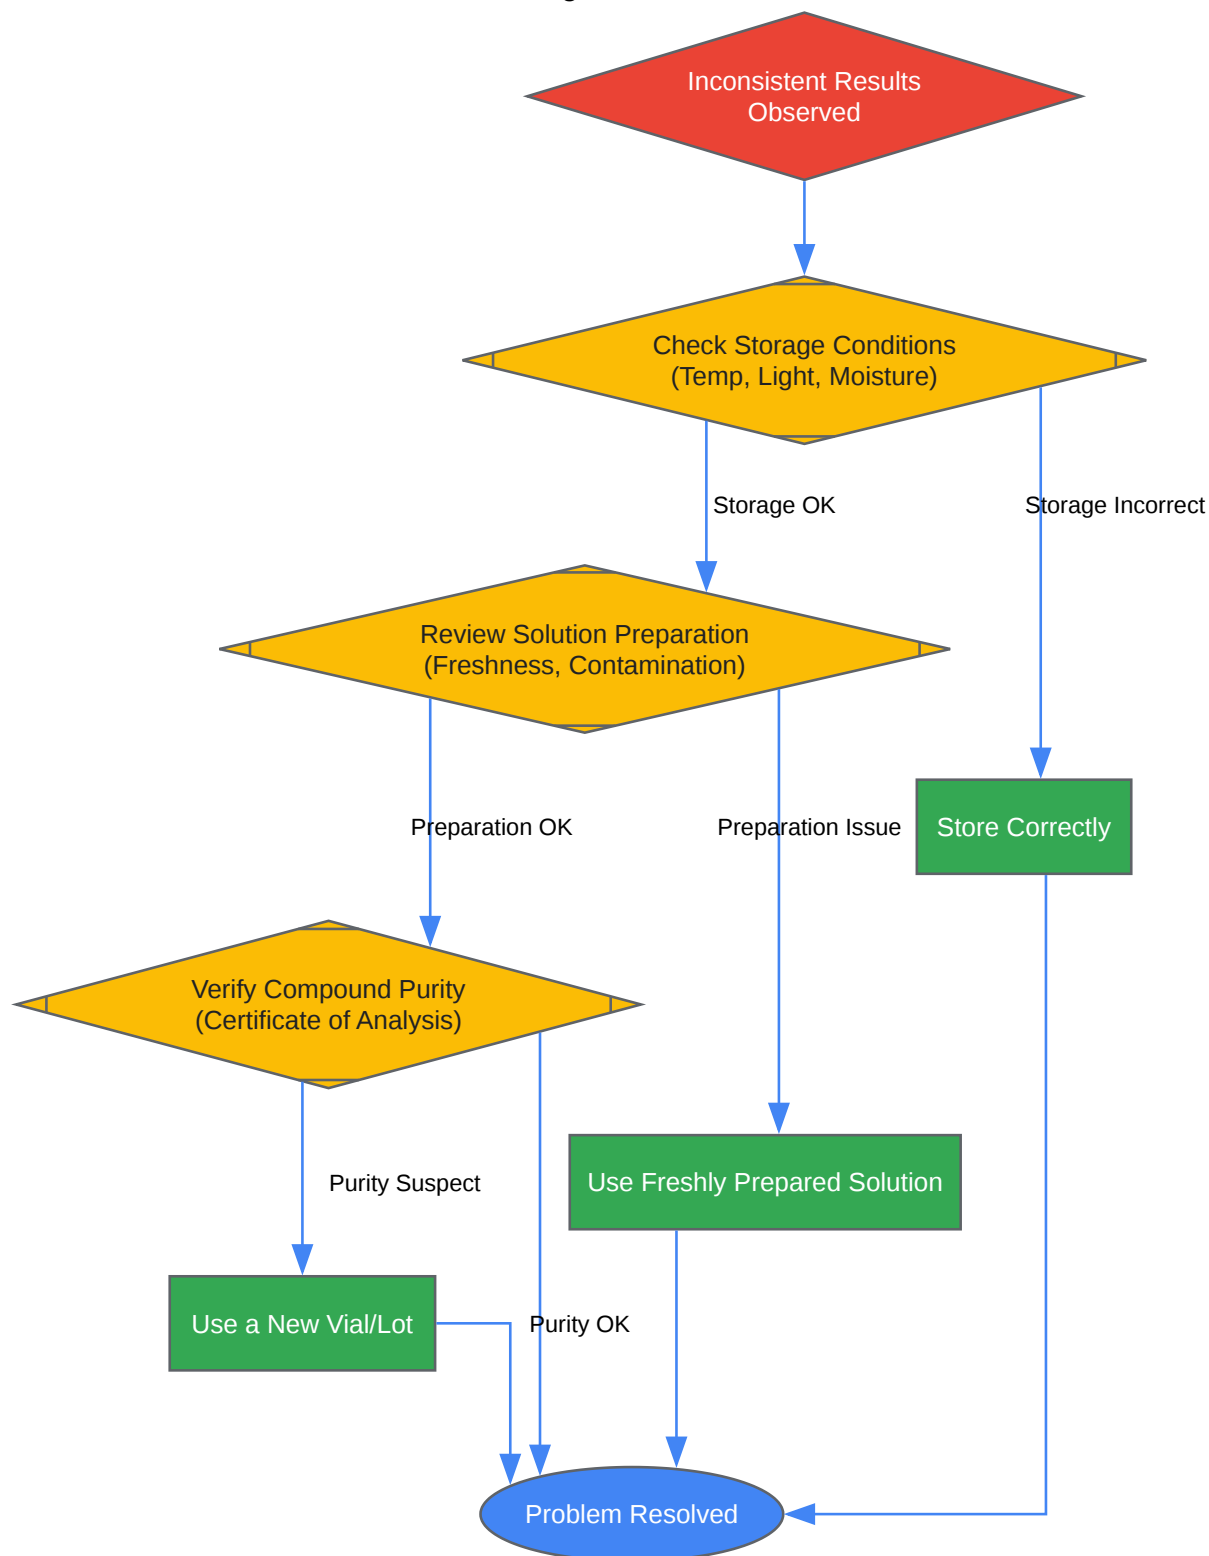 Inconsistent Results
Observed
Check Storage Conditions
(Temp, Light, Moisture)
Storage OK
Storage Incorrect
Review Solution Preparation
(Freshness, Contamination)
Preparation OK
Preparation Issue
Store Correctly
Verify Compound Purity
(Certificate of Analysis)
Purity Suspect
Use Freshly Prepared Solution
Use a New Vial/Lot
Purity OK
Problem Resolved